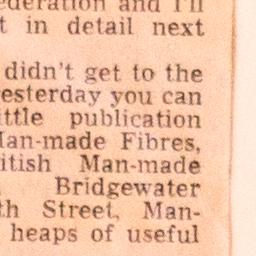 ederation and I'll
t in detail next
didn't get to the
esterday you can
ittle publication
Man-made Fibres,
itish Man-made
Bridgewater
th Street, Man-
heaps of useful